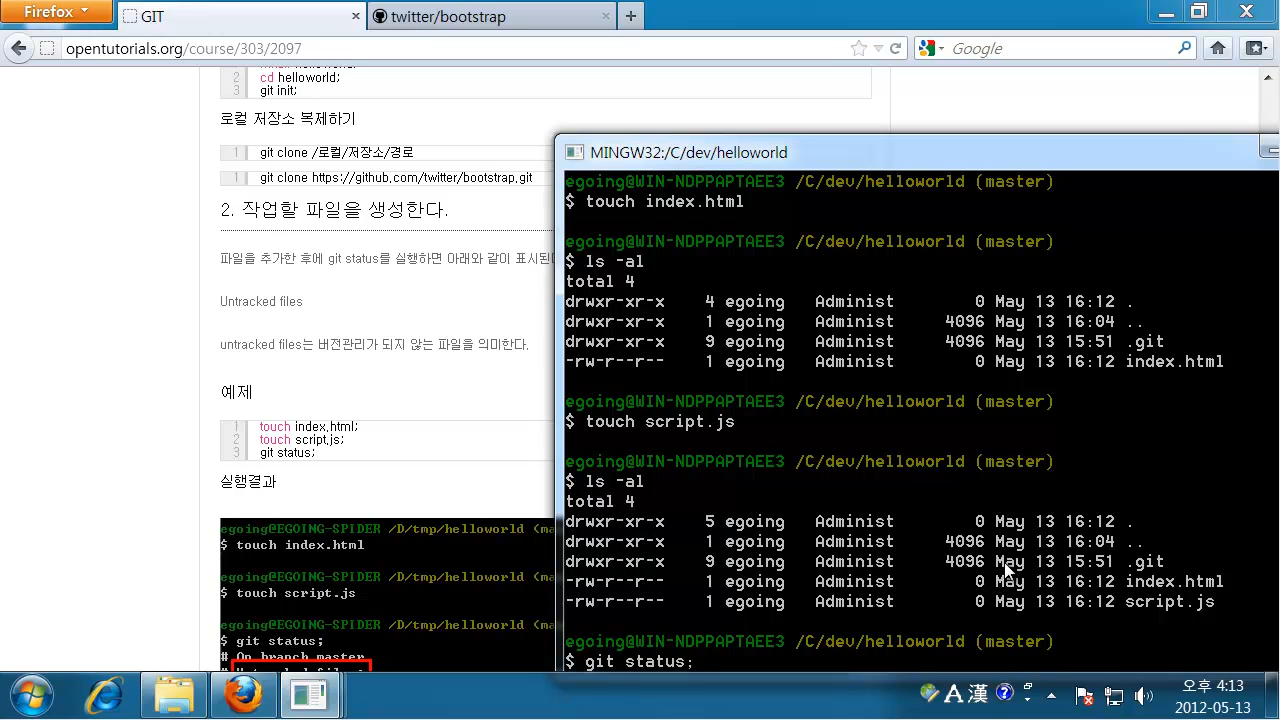 Firefox
GIT
twitter/bootstrap
opentutorials.org/course/303/2097
Google
2 cd helloworld;
3 git init;
로컬 저장소 복제하기
1 git clone /로컬/저장소/경로
1 git clone https://github.com/twitter/bootstrap.git
2. 작업할 파일을 생성한다.
파일을 추가한 후에 git status를 실행하면 아래와 같이 표시된
Untracked files
untracked files는 버전관리가 되지 않는 파일을 의미한다.
예제
1 touch index.html;
2 touch script.js;
3 git status;
실행결과
egoing@EGOING-SPIDER /D/tmp/helloworld (ma
$ touch index.html
egoing@EGOING-SPIDER /D/tmp/helloworld (ma
$ touch script.js
egoing@EGOING-SPIDER /D/tmp/helloworld (ma
$ git status;
# On branch master
MINGW32:/C/dev/helloworld
egoing@WIN-NDPPAPTAEE3 /C/dev/helloworld (master)
$ touch index.html
egoing@WIN-NDPPAPTAEE3 /C/dev/helloworld (master)
$ ls -al
total 4
drwxr-xr-x 4 egoing Administ 0 May 13 16:12 .
drwxr-xr-x 1 egoing Administ 4096 May 13 16:04 ..
drwxr-xr-x 9 egoing Administ 4096 May 13 15:51 .git
-rw-r--r-- 1 egoing Administ 0 May 13 16:12 index.html
egoing@WIN-NDPPAPTAEE3 /C/dev/helloworld (master)
$ touch script.js
egoing@WIN-NDPPAPTAEE3 /C/dev/helloworld (master)
$ ls -al
total 4
drwxr-xr-x 5 egoing Administ 0 May 13 16:12 .
drwxr-xr-x 1 egoing Administ 4096 May 13 16:04 ..
drwxr-xr-x 9 egoing Administ 4096 May 13 15:51 .git
-rw-r--r-- 1 egoing Administ 0 May 13 16:12 index.html
-rw-r--r-- 1 egoing Administ 0 May 13 16:12 script.js
egoing@WIN-NDPPAPTAEE3 /C/dev/helloworld (master)
$ git status;
A 漢
오후 4:13
2012-05-13